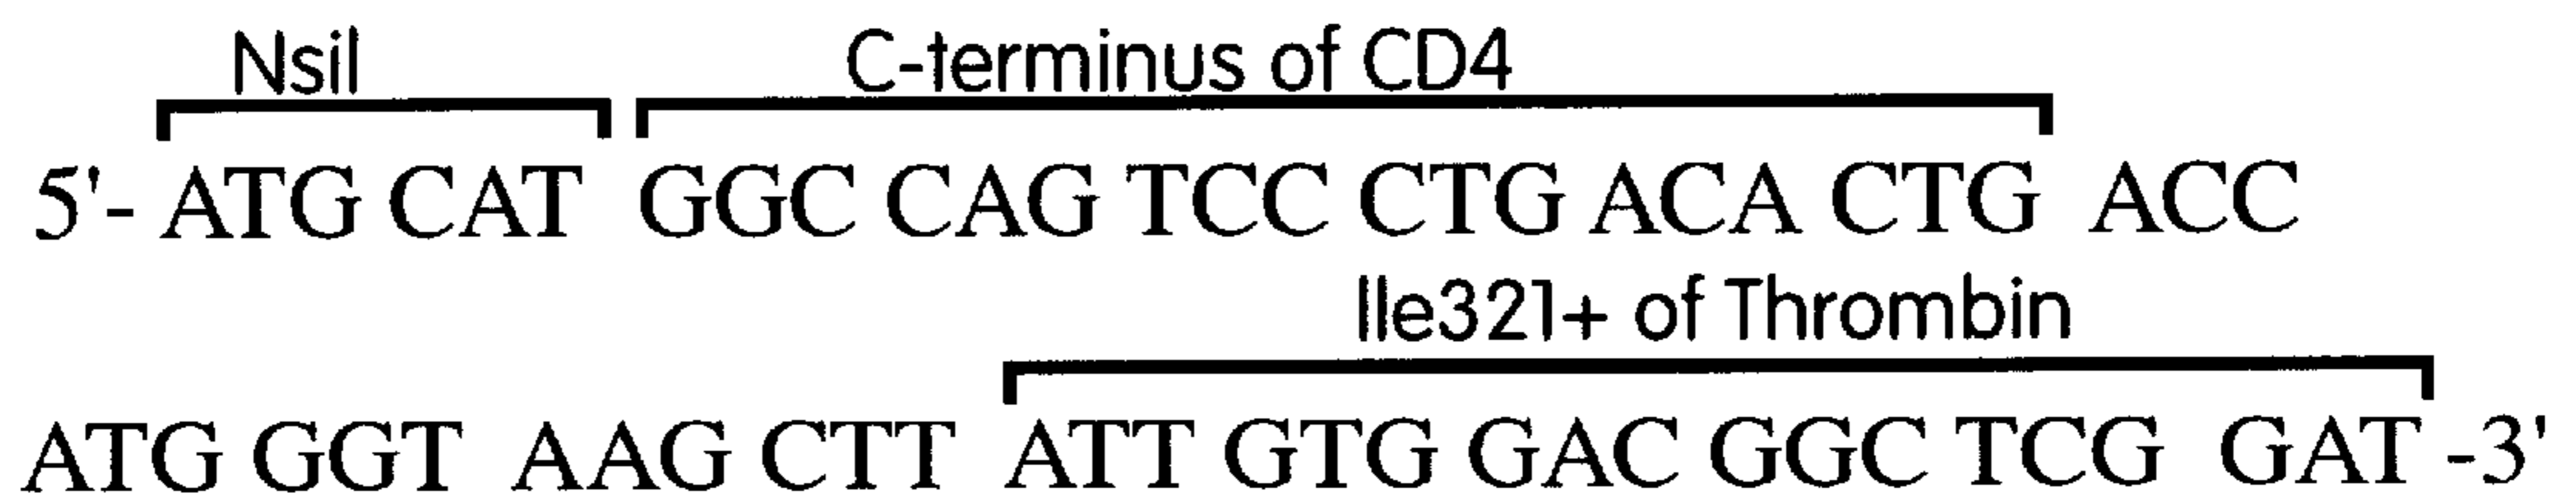 NsiI C-terminus of CD4
5'- ATG CAT GGC CAG TCC CTG ACA CTG ACC
Ile321+ of Thrombin
ATG GGT AAG CTT ATT GTG GAC GGC TCG GAT -3'